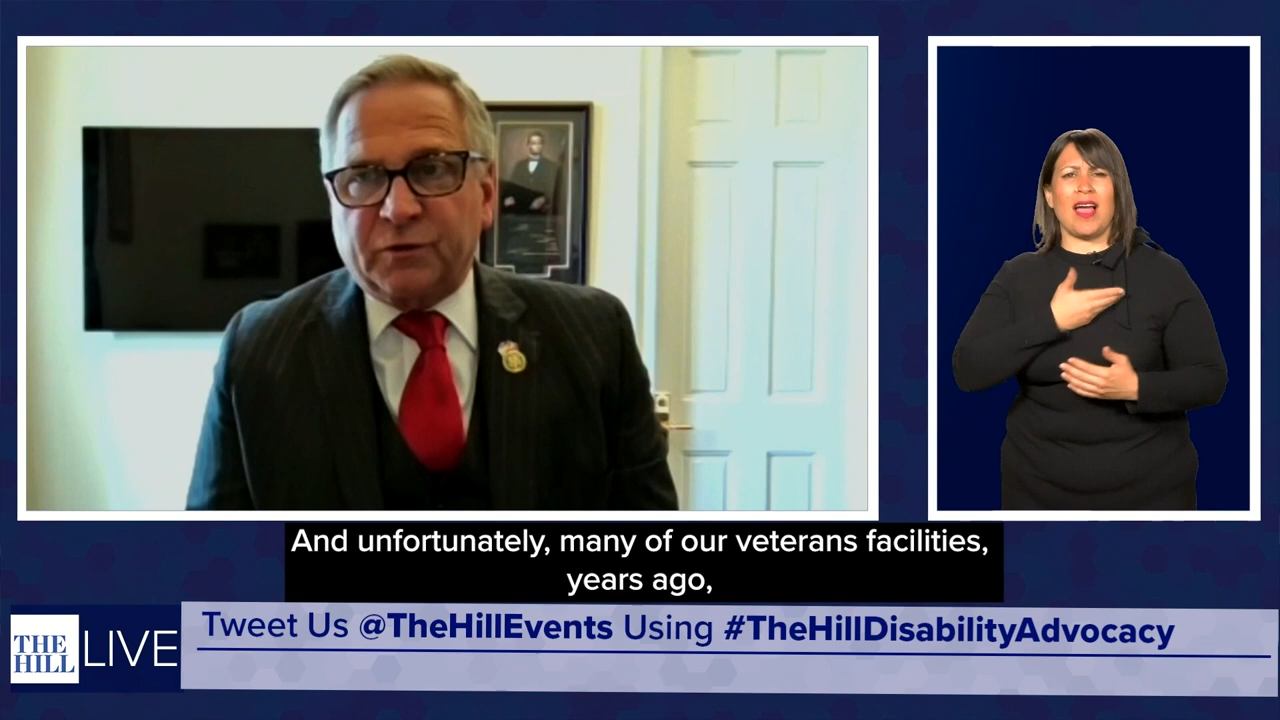 And unfortunately, many of our veterans facilities,
years ago,
THE
HILL
LIVE
Tweet Us @TheHillEvents Using #TheHillDisabilityAdvocacy